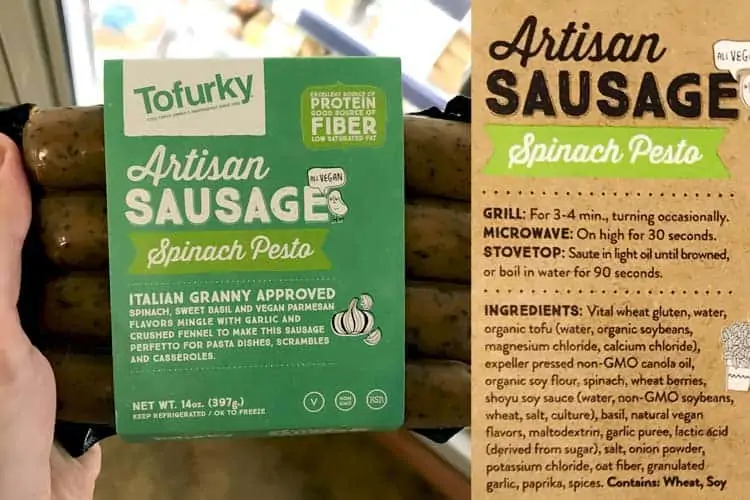 Tofurky
EXCELLENT SOURCE OF
PROTEIN
GOOD SOURCE OF
FIBER
LOW SATURATED FAT
Artisan
ALL VEGAN
SAUSAGE
Spinach Pesto
ITALIAN GRANNY APPROVED
SPINACH, SWEET BASIL AND VEGAN PARMESAN
FLAVORS MINGLE WITH GARLIC AND
CRUSHED FENNEL TO MAKE THIS SAUSAGE
PERFETTO FOR PASTA DISHES, SCRAMBLES
AND CASSEROLES.
NET WT. 14oz. (397g.)
KEEP REFRIGERATED / OK TO FREEZE
V
Artisan
ALL VEGA
SAUSAGE
Spinach Pesto
GRILL: For 3-4 min., turning occasionally.
MICROWAVE: On high for 30 seconds.
STOVETOP: Saute in light oil until browned,
or boil in water for 90 seconds.
INGREDIENTS: Vital wheat gluten, water,
organic tofu (water, organic soybeans,
magnesium chloride, calcium chloride),
expeller pressed non-GMO canola oil,
organic soy flour, spinach, wheat berries,
shoyu soy sauce (water, non-GMO soybeans,
wheat, salt, culture), basil, natural vegan
flavors, maltodextrin, garlic puree, lactic acid
(derived from sugar), salt, onion powder,
potassium chloride, oat fiber, granulated
garlic, paprika, spices. Contains: Wheat, Soy